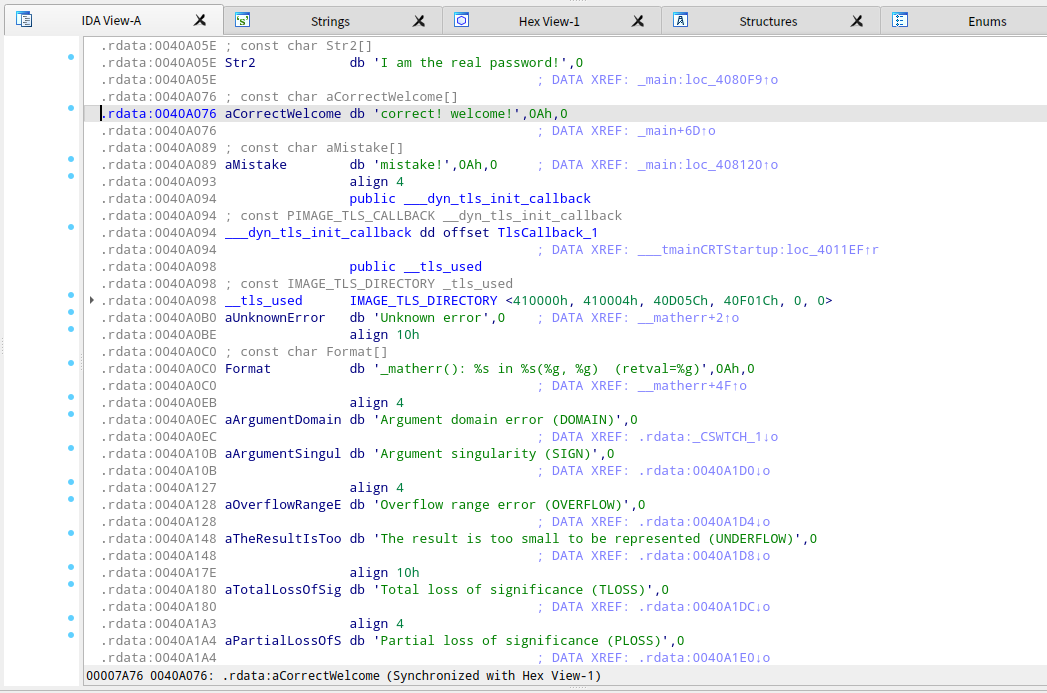 IDA View-A Strings Hex View-1 Structures Enums
.rdata:0040A05E ; const char Str2[]
.rdata:0040A05E Str2 db 'I am the real password!',0
.rdata:0040A05E ; DATA XREF: _main:loc_4080F9↑o
.rdata:0040A076 ; const char aCorrectWelcome[]
.rdata:0040A076 aCorrectWelcome db 'correct! welcome!',0Ah,0
.rdata:0040A076 ; DATA XREF: _main+6D↑o
.rdata:0040A089 ; const char aMistake[]
.rdata:0040A089 aMistake db 'mistake!',0Ah,0 ; DATA XREF: _main:loc_408120↑o
.rdata:0040A093 align 4
.rdata:0040A094 public ___dyn_tls_init_callback
.rdata:0040A094 ; const PIMAGE_TLS_CALLBACK __dyn_tls_init_callback
.rdata:0040A094 ___dyn_tls_init_callback dd offset TlsCallback_1
.rdata:0040A094 ; DATA XREF: ___tmainCRTStartup:loc_4011EF↑r
.rdata:0040A098 public __tls_used
.rdata:0040A098 ; const IMAGE_TLS_DIRECTORY _tls_used
.rdata:0040A098 __tls_used IMAGE_TLS_DIRECTORY <410000h, 410004h, 40D05Ch, 40F01Ch, 0, 0>
.rdata:0040A0B0 aUnknownError db 'Unknown error',0 ; DATA XREF: __matherr+2↑o
.rdata:0040A0BE align 10h
.rdata:0040A0C0 ; const char Format[]
.rdata:0040A0C0 Format db '_matherr(): %s in %s(%g, %g)  (retval=%g)',0Ah,0
.rdata:0040A0C0 ; DATA XREF: __matherr+4F↑o
.rdata:0040A0EB align 4
.rdata:0040A0EC aArgumentDomain db 'Argument domain error (DOMAIN)',0
.rdata:0040A0EC ; DATA XREF: .rdata:_CSWTCH_1↓o
.rdata:0040A10B aArgumentSingul db 'Argument singularity (SIGN)',0
.rdata:0040A10B ; DATA XREF: .rdata:0040A1D0↓o
.rdata:0040A127 align 4
.rdata:0040A128 aOverflowRangeE db 'Overflow range error (OVERFLOW)',0
.rdata:0040A128 ; DATA XREF: .rdata:0040A1D4↓o
.rdata:0040A148 aTheResultIsToo db 'The result is too small to be represented (UNDERFLOW)',0
.rdata:0040A148 ; DATA XREF: .rdata:0040A1D8↓o
.rdata:0040A17E align 10h
.rdata:0040A180 aTotalLossOfSig db 'Total loss of significance (TLOSS)',0
.rdata:0040A180 ; DATA XREF: .rdata:0040A1DC↓o
.rdata:0040A1A3 align 4
.rdata:0040A1A4 aPartialLossOfS db 'Partial loss of significance (PLOSS)',0
.rdata:0040A1A4 ; DATA XREF: .rdata:0040A1E0↓o
00007A76 0040A076: .rdata:aCorrectWelcome (Synchronized with Hex View-1)